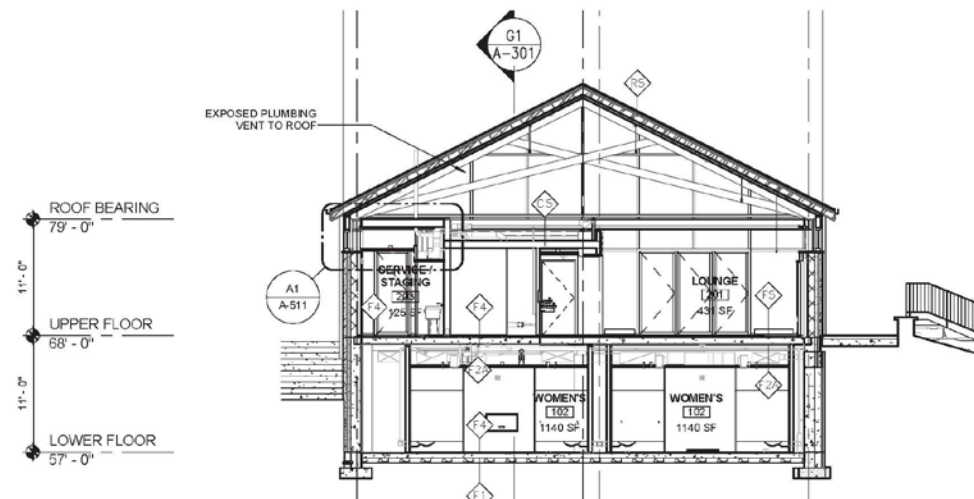 G1
A-301
R5
EXPOSED PLUMBING
VENT TO ROOF
C5
ROOF BEARING
79' - 0"
11'- 0"
SERVICE /
STAGING
203
125 SF
A1
A-511
F4
F4
LOUNGE
201
431 SF
F5
UPPER FLOOR
68' - 0"
11'- 0"
F2A
F2A
WOMEN'S
102
1140 SF
WOMEN'S
102
1140 SF
F4
LOWER FLOOR
57' - 0"
F1